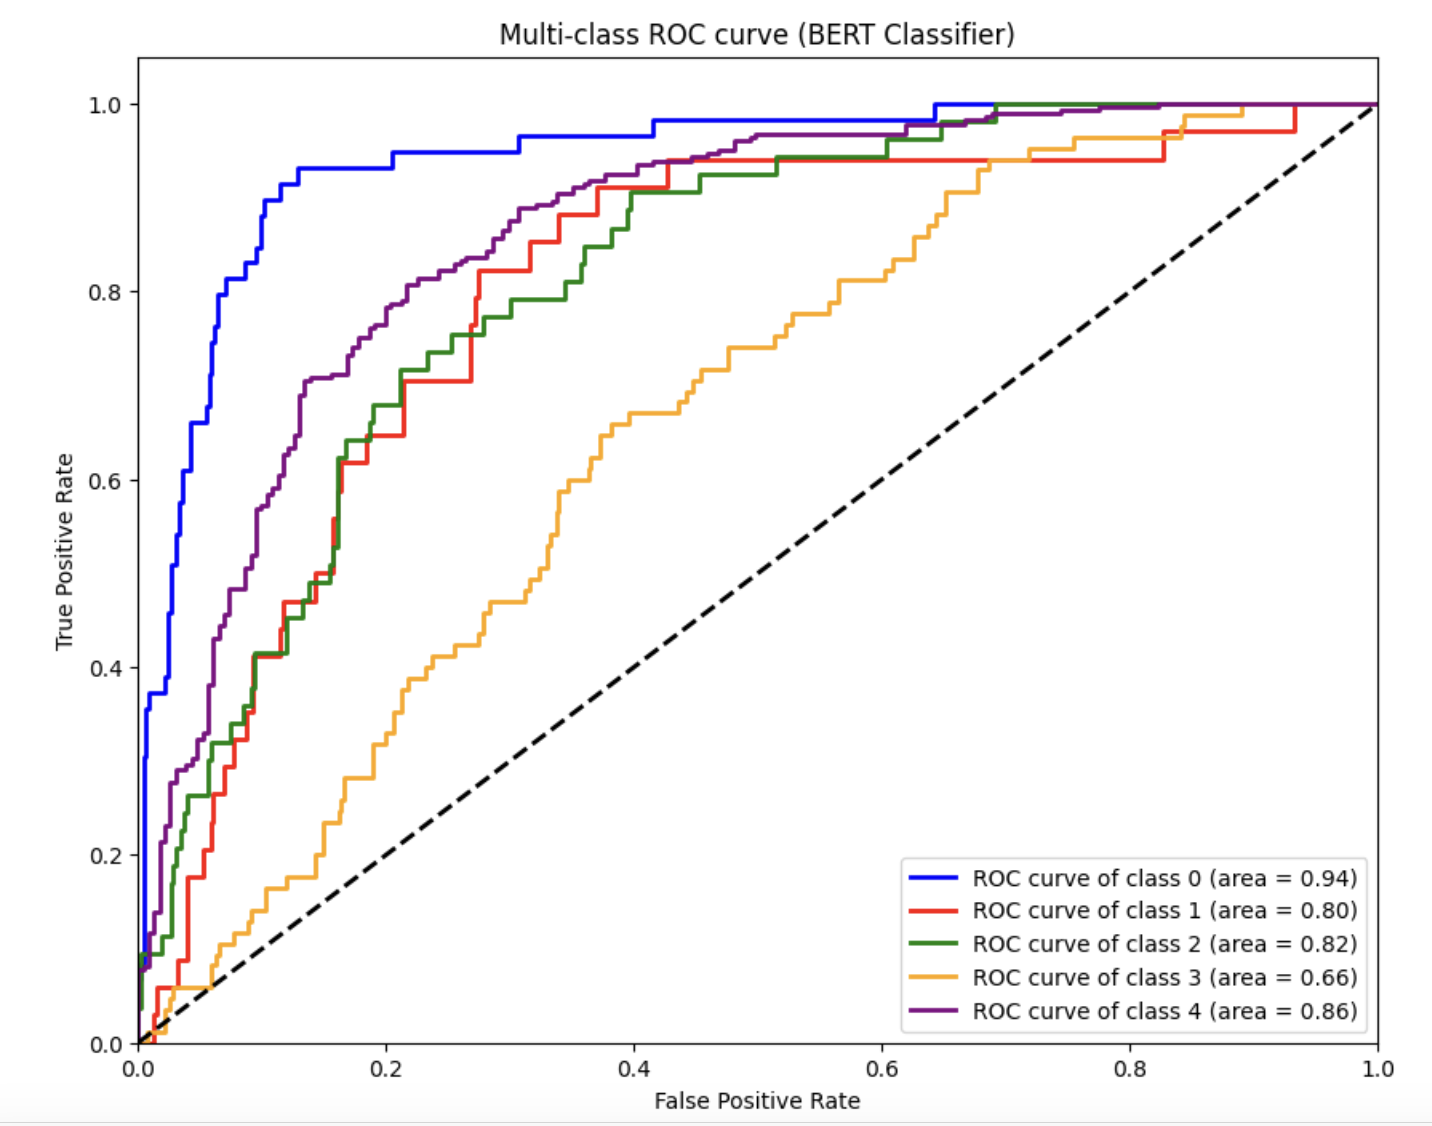 Multi-class ROC curve (BERT Classifier)
True Positive Rate
1.0
0.8
0.6
0.4
0.2
0.0
0.0 0.2 0.4 0.6 0.8 1.0
False Positive Rate
ROC curve of class 0 (area = 0.94)
ROC curve of class 1 (area = 0.80)
ROC curve of class 2 (area = 0.82)
ROC curve of class 3 (area = 0.66)
ROC curve of class 4 (area = 0.86)